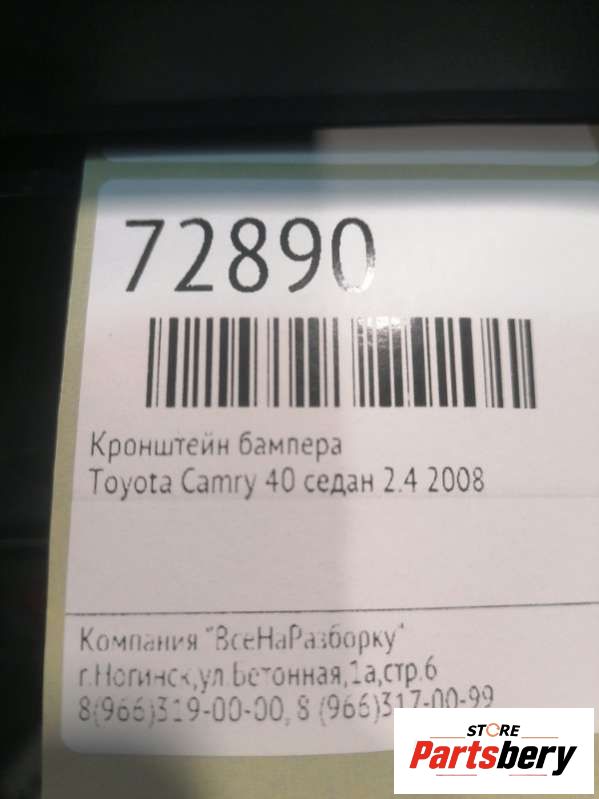 72890
Кронштейн бампера
Toyota Camry 40 седан 2.4 2008
Компания "ВсеНаРазборку"
г.Ногинск,ул.Бетонная,1а,стр.6
8(966)319-00-00, 8 (966)317-00-99
STORE
Partsbery